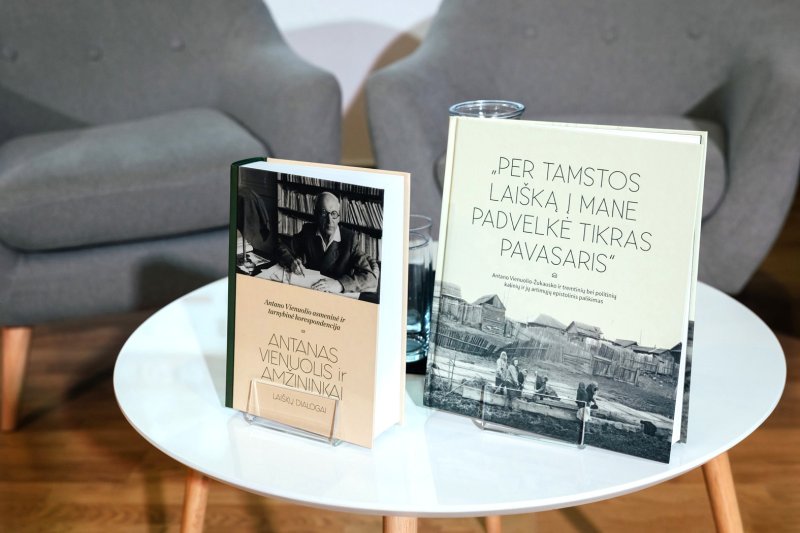 Antano Vienuolio asmeninė ir
tarnybinė korespondencija
ANTANAS
VIENUOLIS ir
AMŽININKAI
LAIŠKŲ DIALOGAI
„PER TAMSTOS
LAIŠKĄ Į MANE
PADVELKĖ TIKRAS
PAVASARIS“
Antano Vienuolio-Žukausko ir tremtinių bei politinių
kalinių ir jų artimųjų epistolinis palikimas